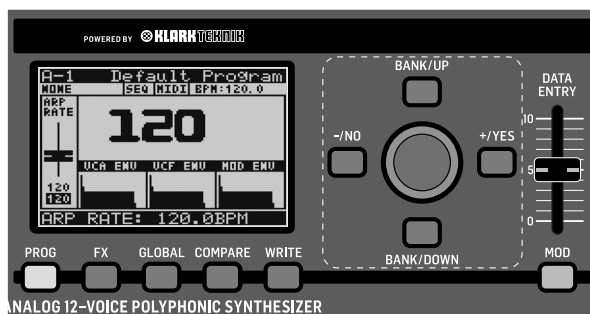 POWERED BY KLARK TEKNIK
A-1 Default Program
NONE SEQ MIDI BPM:120.0
ARP
RATE
120
VCA ENV VCF ENV MOD ENV
120
120
ARP RATE: 120.0BPM
BANK/UP
-/NO
+/YES
BANK/DOWN
DATA
ENTRY
10
5
0
PROG FX GLOBAL COMPARE WRITE MOD
ANALOG 12-VOICE POLYPHONIC SYNTHESIZER